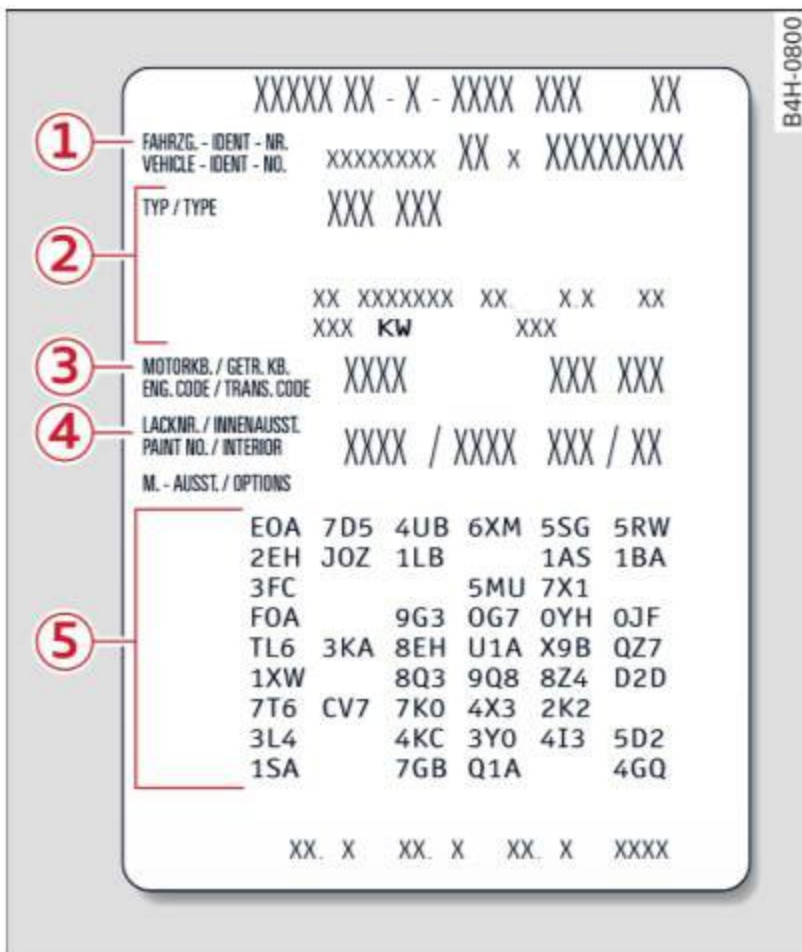 B4H-0800
XXXXX XX - X - XXXX XXX XX
1
FAHRZG. - IDENT - NR.
VEHICLE - IDENT - NO.
XXXXXXXX XX X XXXXXXXX
2
TYP / TYPE
XXX XXX
XX XXXXXXX XX. X.X XX
XXX KW XXX
3
MOTORKB. / GETR. KB.
ENG. CODE / TRANS. CODE
XXXX XXX XXX
4
LACKNR. / INNENAUSST.
PAINT NO. / INTERIOR
XXXX / XXXX XXX / XX
M. - AUSST. / OPTIONS
5
EOA 7D5 4UB 6XM 5SG 5RW
2EH JOZ 1LB 1AS 1BA
3FC 5MU 7X1
FOA 9G3 OG7 OYH OJF
TL6 3KA 8EH U1A X9B QZ7
1XW 8Q3 9Q8 8Z4 D2D
7T6 CV7 7K0 4X3 2K2
3L4 4KC 3Y0 4I3 5D2
1SA 7GB Q1A 4GQ
XX. X XX. X XX. X XXXX